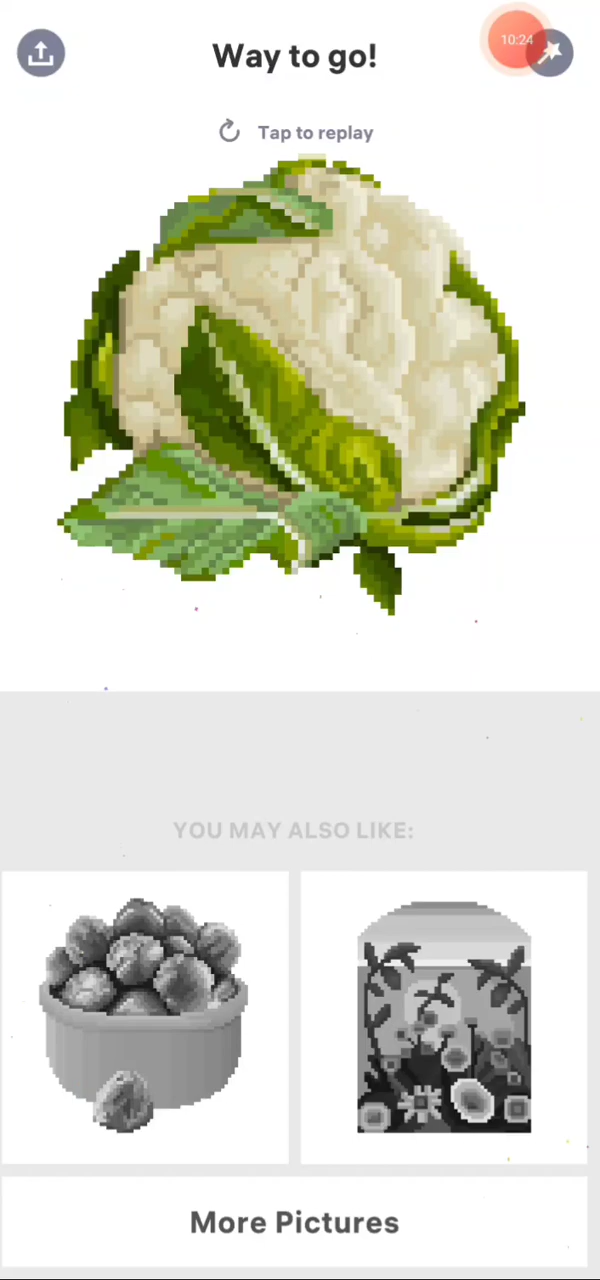 Way to go!
10:24
Tap to replay
YOU MAY ALSO LIKE:
More Pictures